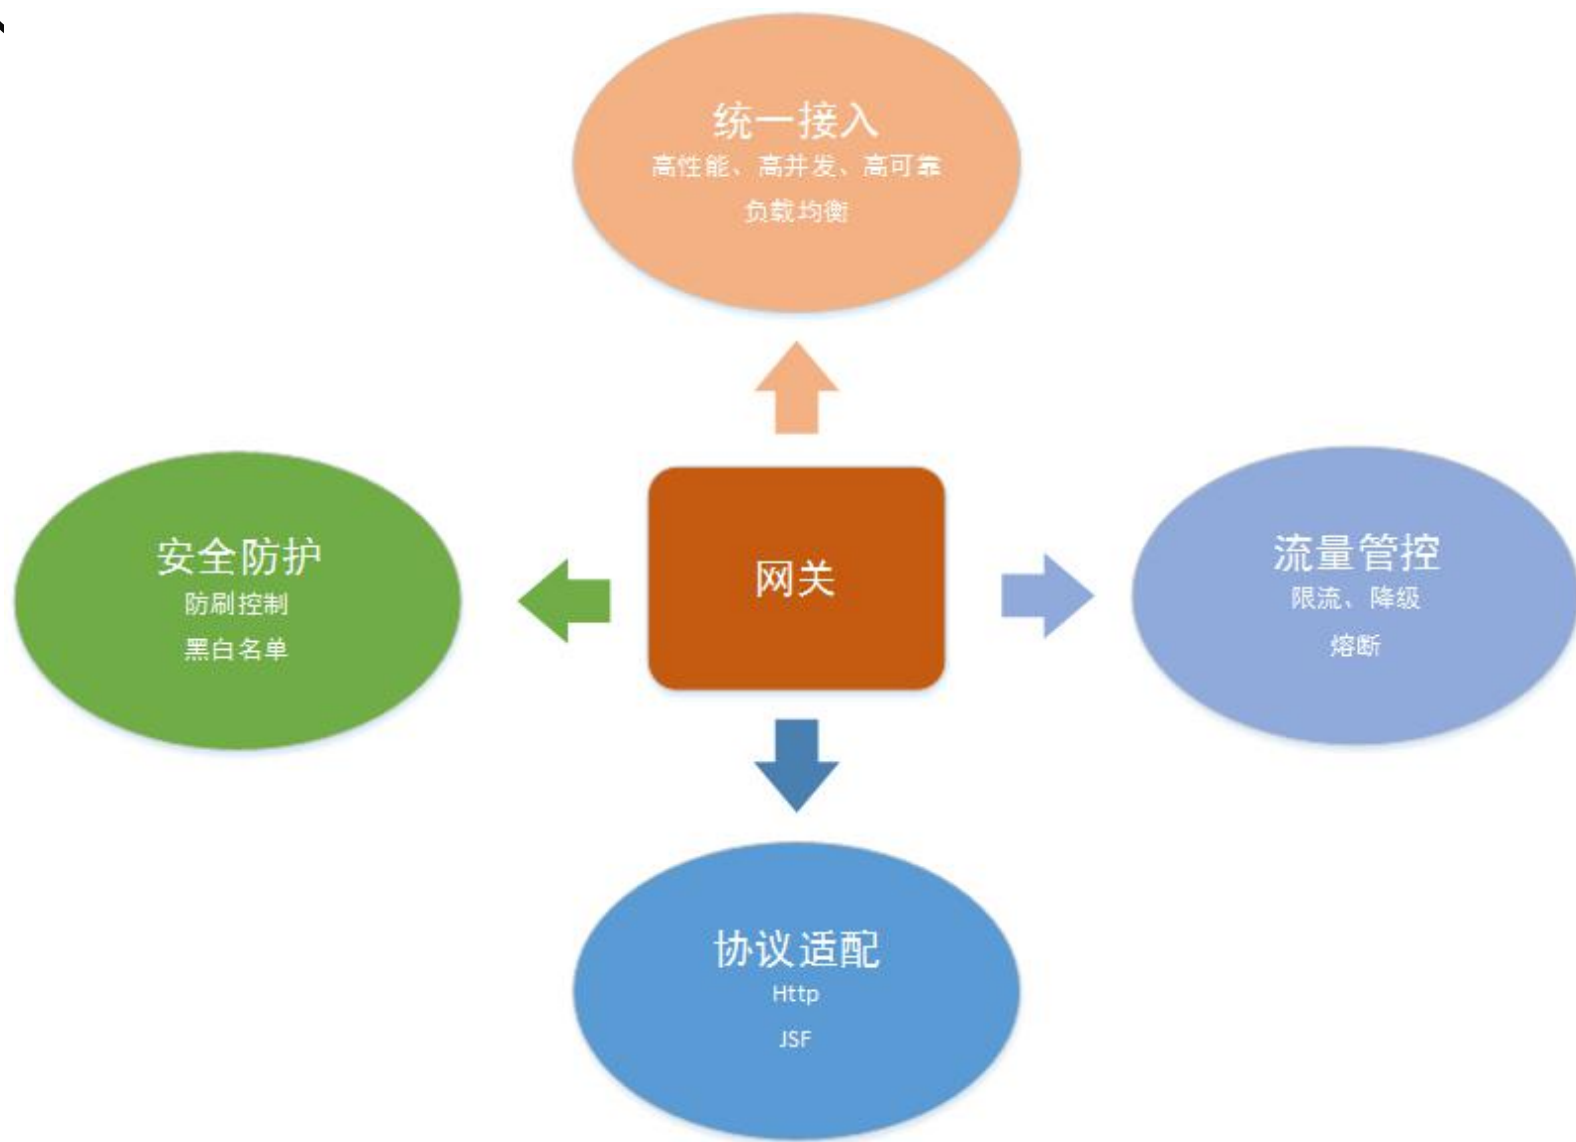 统一接入
高性能、高并发、高可靠
负载均衡
安全防护
防刷控制
黑白名单
网关
流量管控
限流、降级
熔断
协议适配
Http
JSF